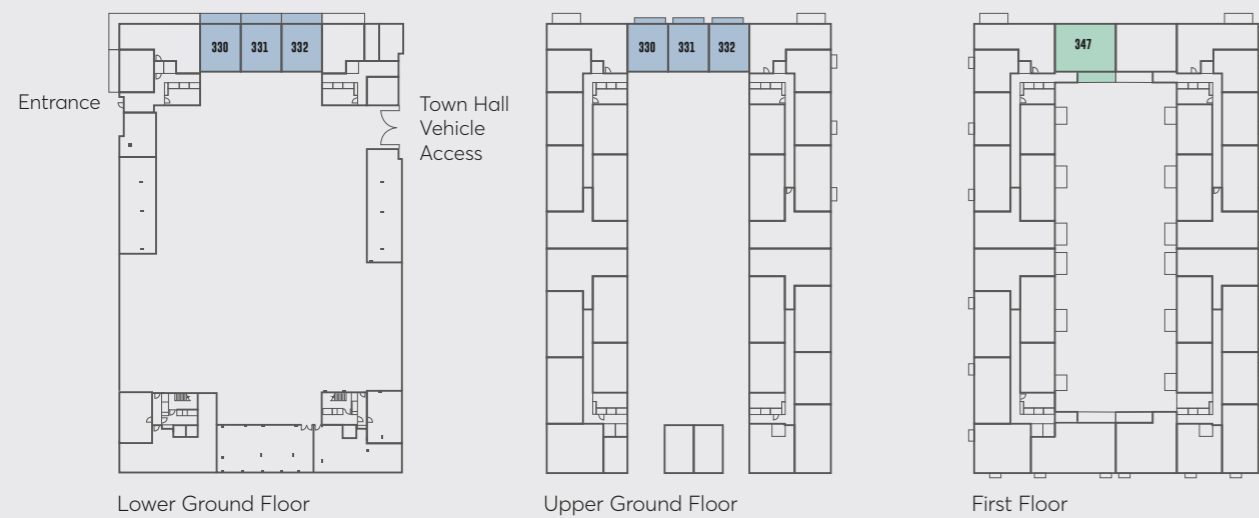 330 331 332
330 331 332
347
Entrance
Town Hall
Vehicle
Access
Lower Ground Floor
Upper Ground Floor
First Floor